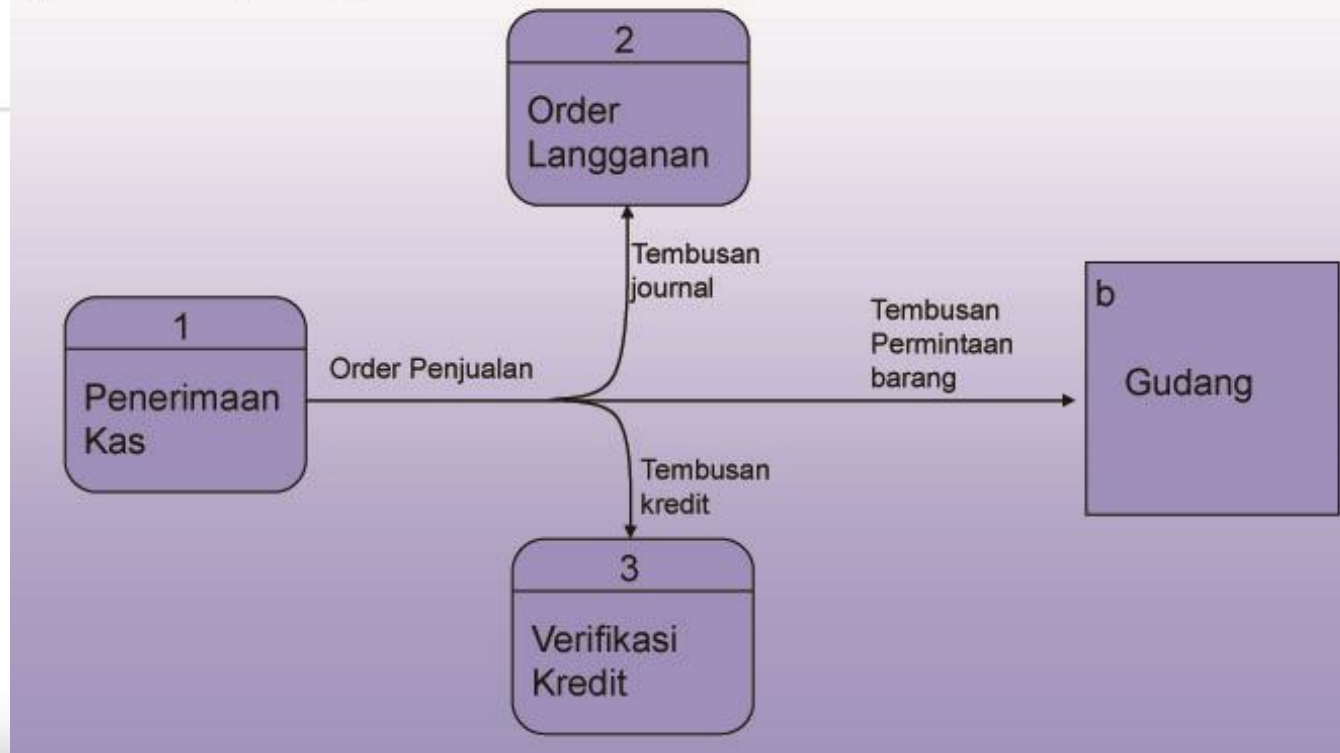 2
Order
Langganan
Tembusan
journal
1
Penerimaan
Kas
Order Penjualan
Tembusan
Permintaan
barang
b
Gudang
Tembusan
kredit
3
Verifikasi
Kredit